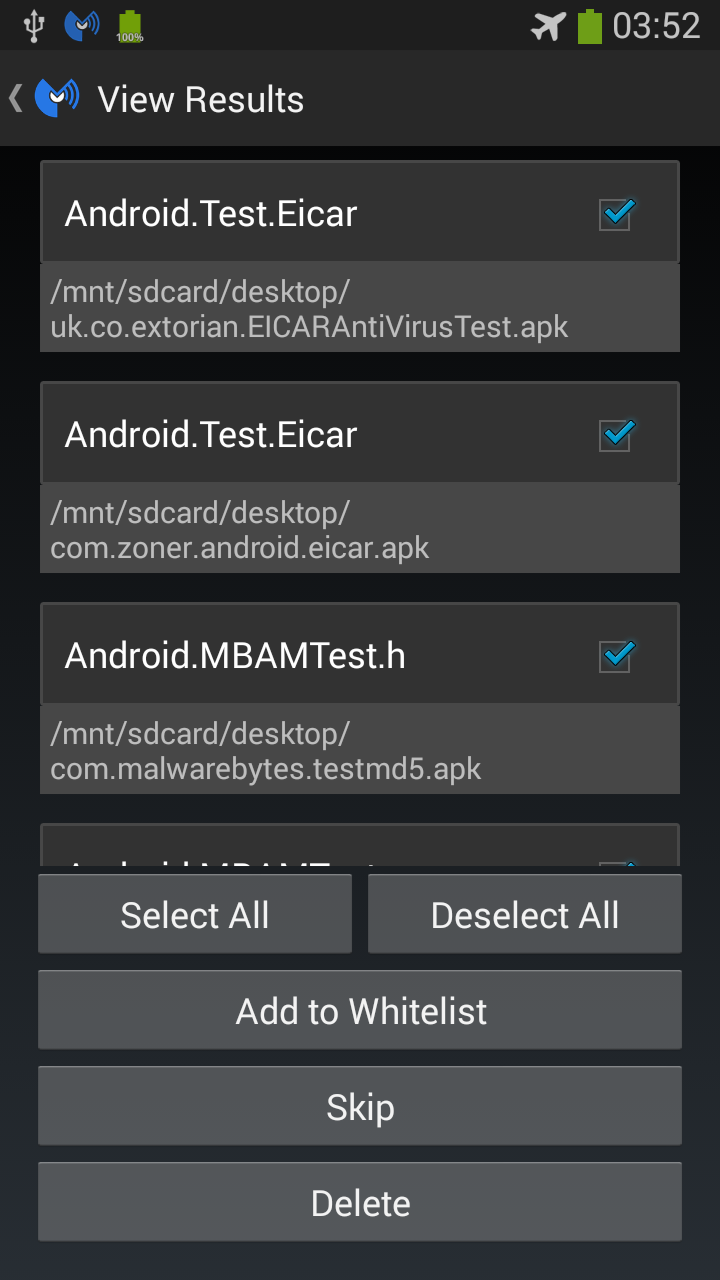 100%
03:52
View Results
Android.Test.Eicar
/mnt/sdcard/desktop/
uk.co.extorian.EICARAntiVirusTest.apk
Android.Test.Eicar
/mnt/sdcard/desktop/
com.zoner.android.eicar.apk
Android.MBAMTest.h
/mnt/sdcard/desktop/
com.malwarebytes.testmd5.apk
Select All
Deselect All
Add to Whitelist
Skip
Delete